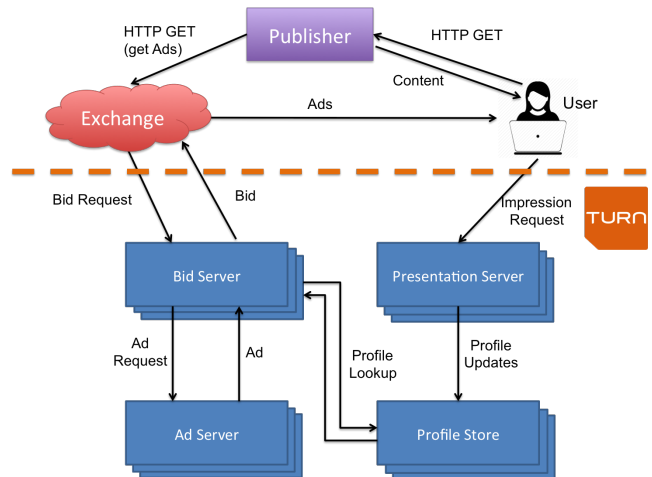 HTTP GET
(get Ads)
Publisher
HTTP GET
Content
Exchange
Ads
User
Bid Request
Bid
Impression
Request
TURN
Bid Server
Presentation Server
Ad
Request
Ad
Profile
Lookup
Profile
Updates
Ad Server
Profile Store